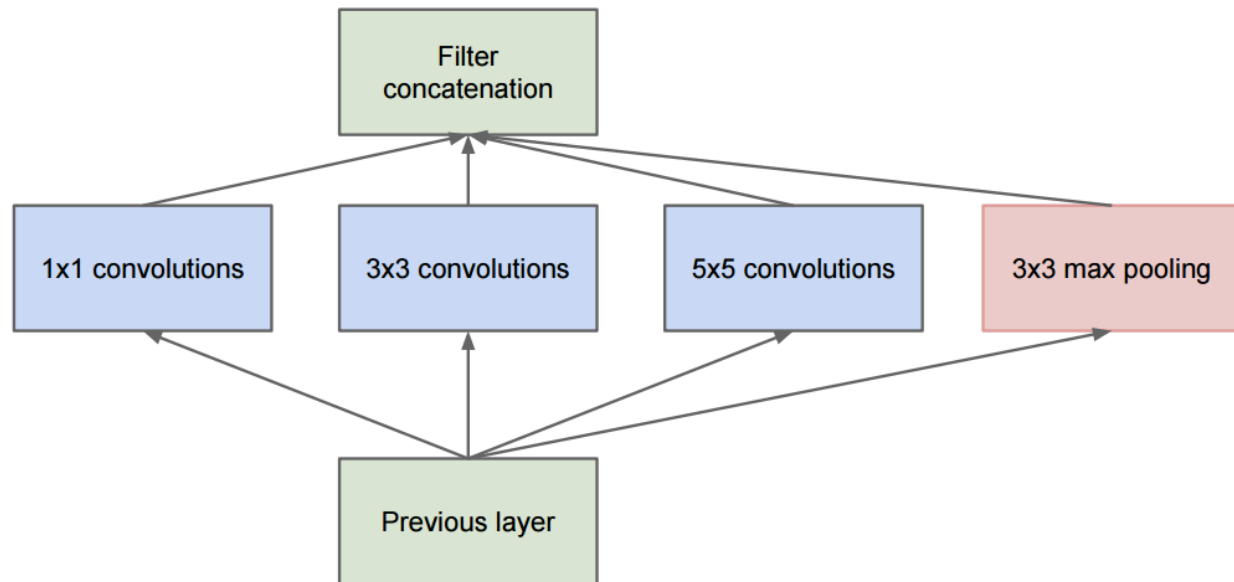 Filter
concatenation
1x1 convolutions
3x3 convolutions
5x5 convolutions
3x3 max pooling
Previous layer